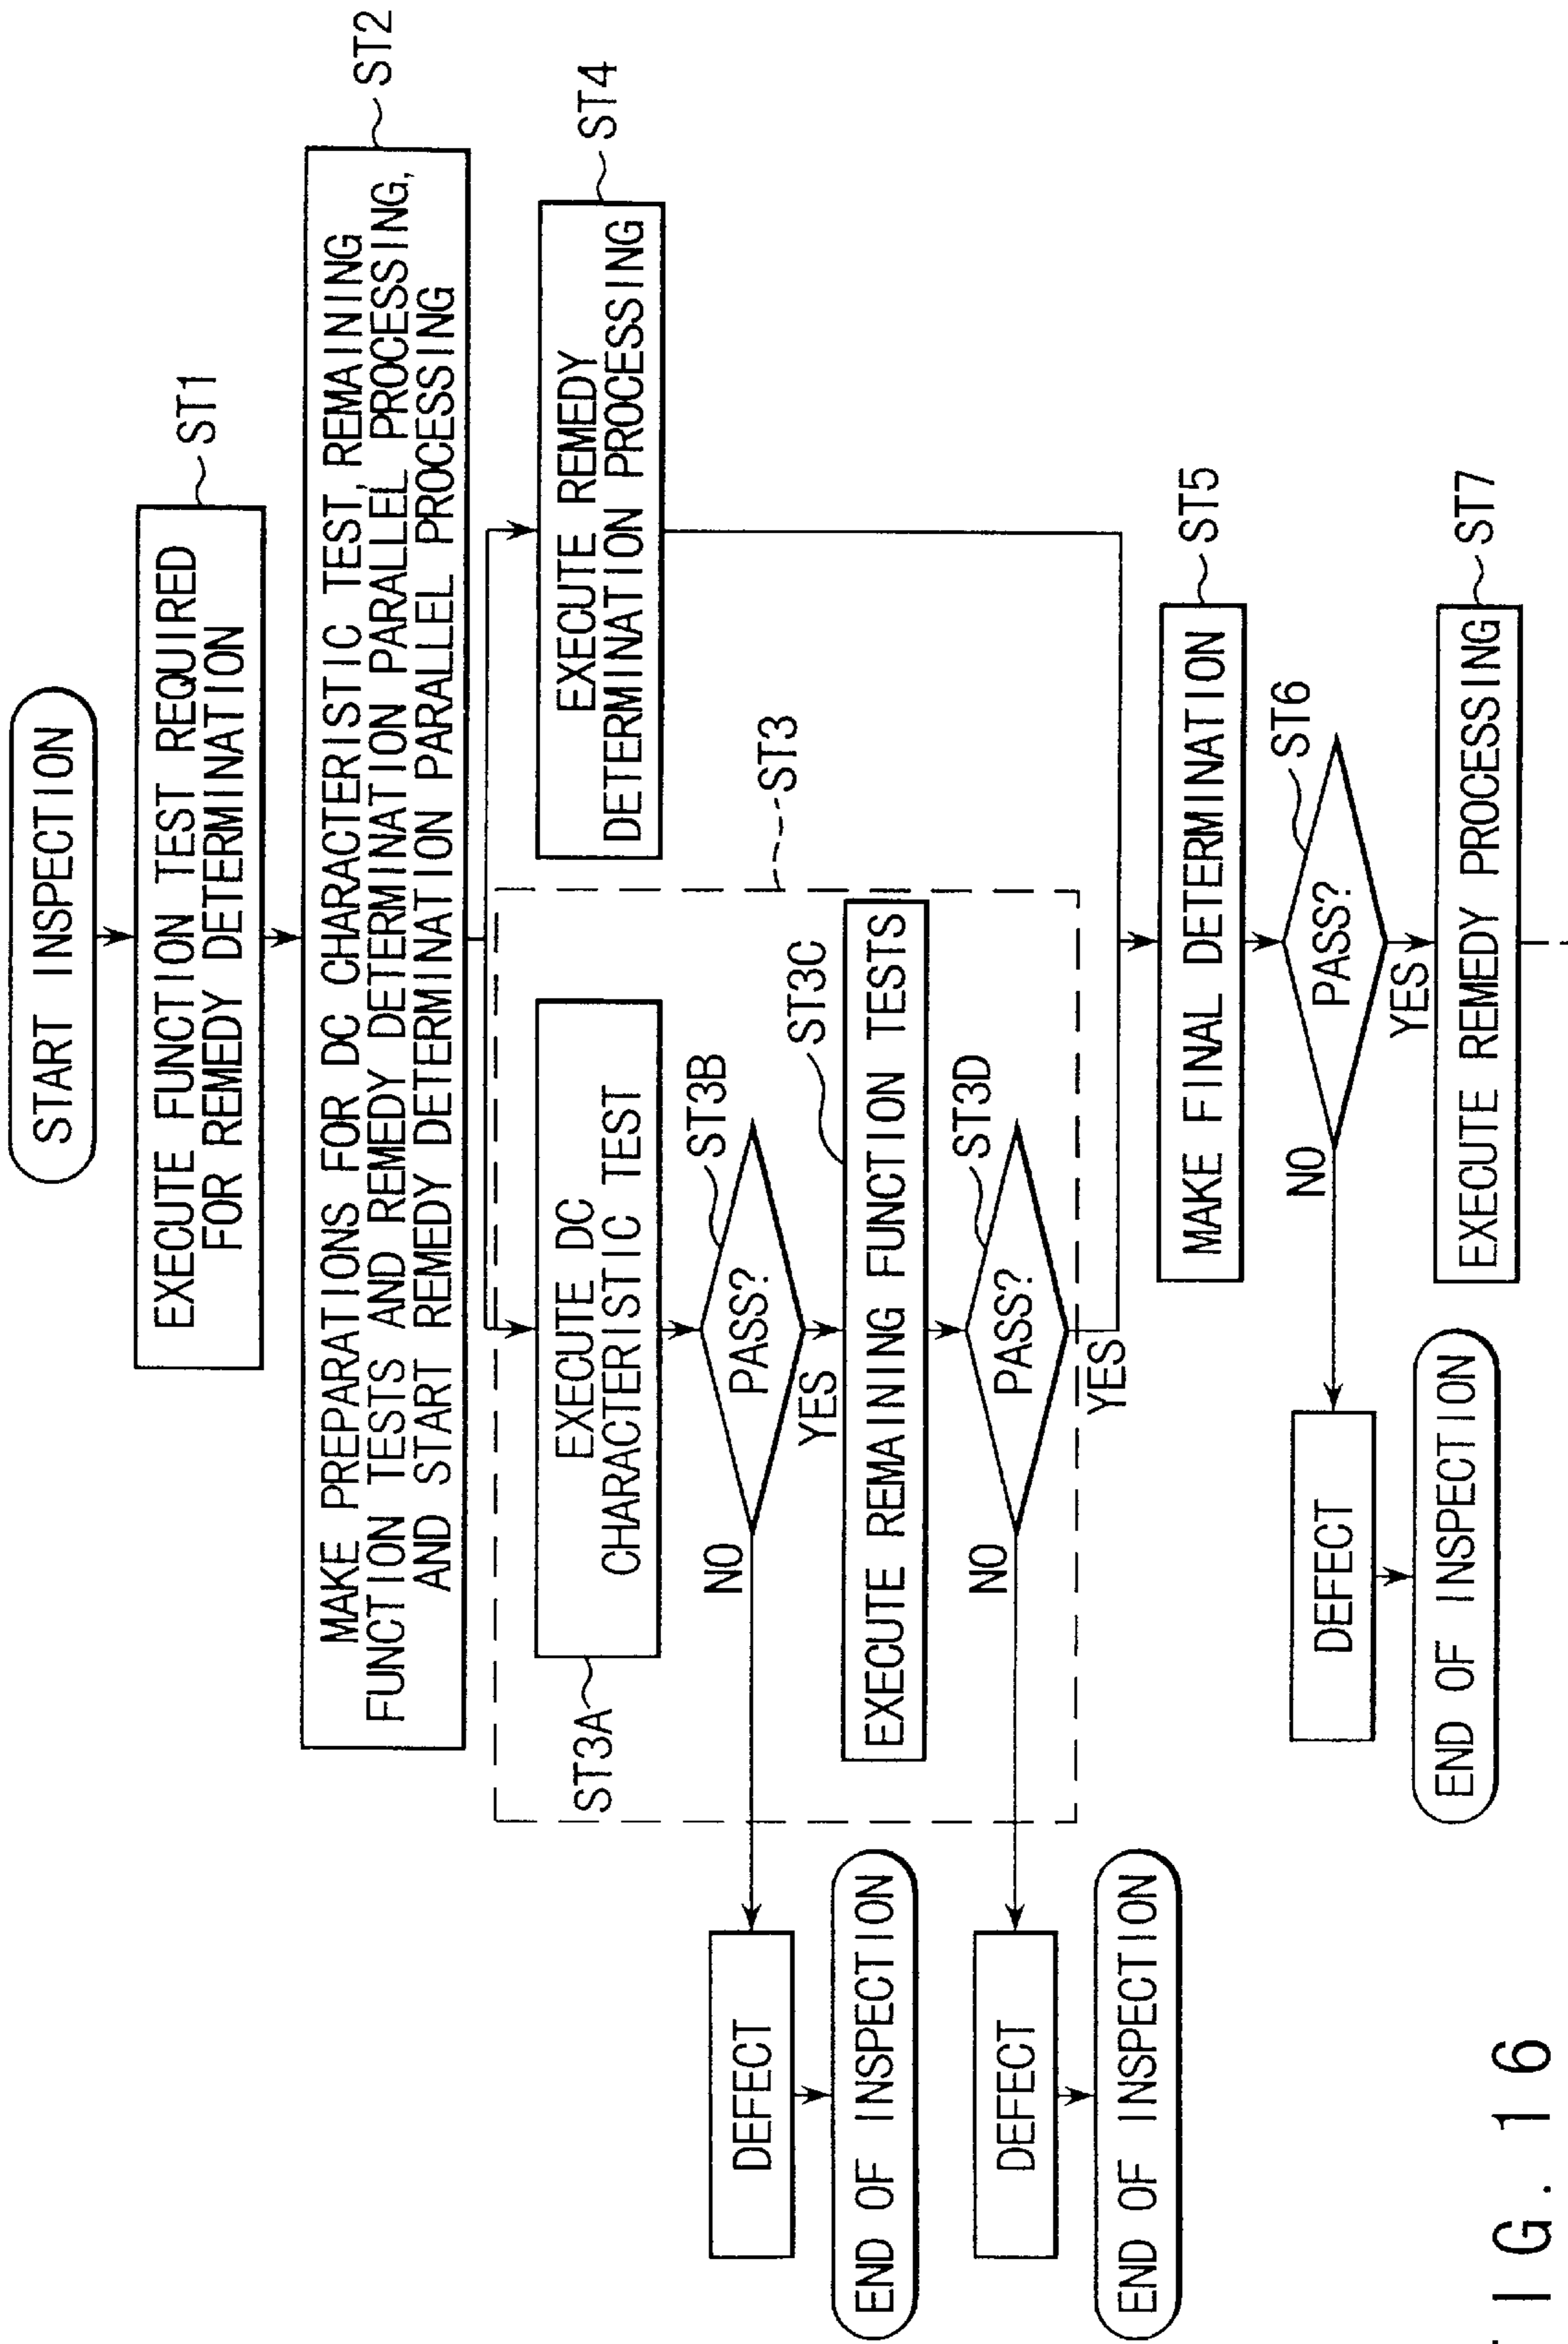 START INSPECTION
EXECUTE FUNCTION TEST REQUIRED
FOR REMEDY DETERMINATION
ST1
MAKE PREPARATIONS FOR DC CHARACTERISTIC TEST, REMAINING
FUNCTION TESTS AND REMEDY DETERMINATION PARALLEL PROCESSING,
AND START REMEDY DETERMINATION PARALLEL PROCESSING
ST2
ST3A
EXECUTE DC
CHARACTERISTIC TEST
EXECUTE REMEDY
DETERMINATION PROCESSING
ST4
ST3
NO
PASS?
ST3B
YES
DEFECT
END OF INSPECTION
EXECUTE REMAINING FUNCTION TESTS
ST3C
NO
PASS?
ST3D
YES
DEFECT
END OF INSPECTION
MAKE FINAL DETERMINATION
ST5
NO
PASS?
ST6
YES
DEFECT
END OF INSPECTION
EXECUTE REMEDY PROCESSING
ST7
IG. 16